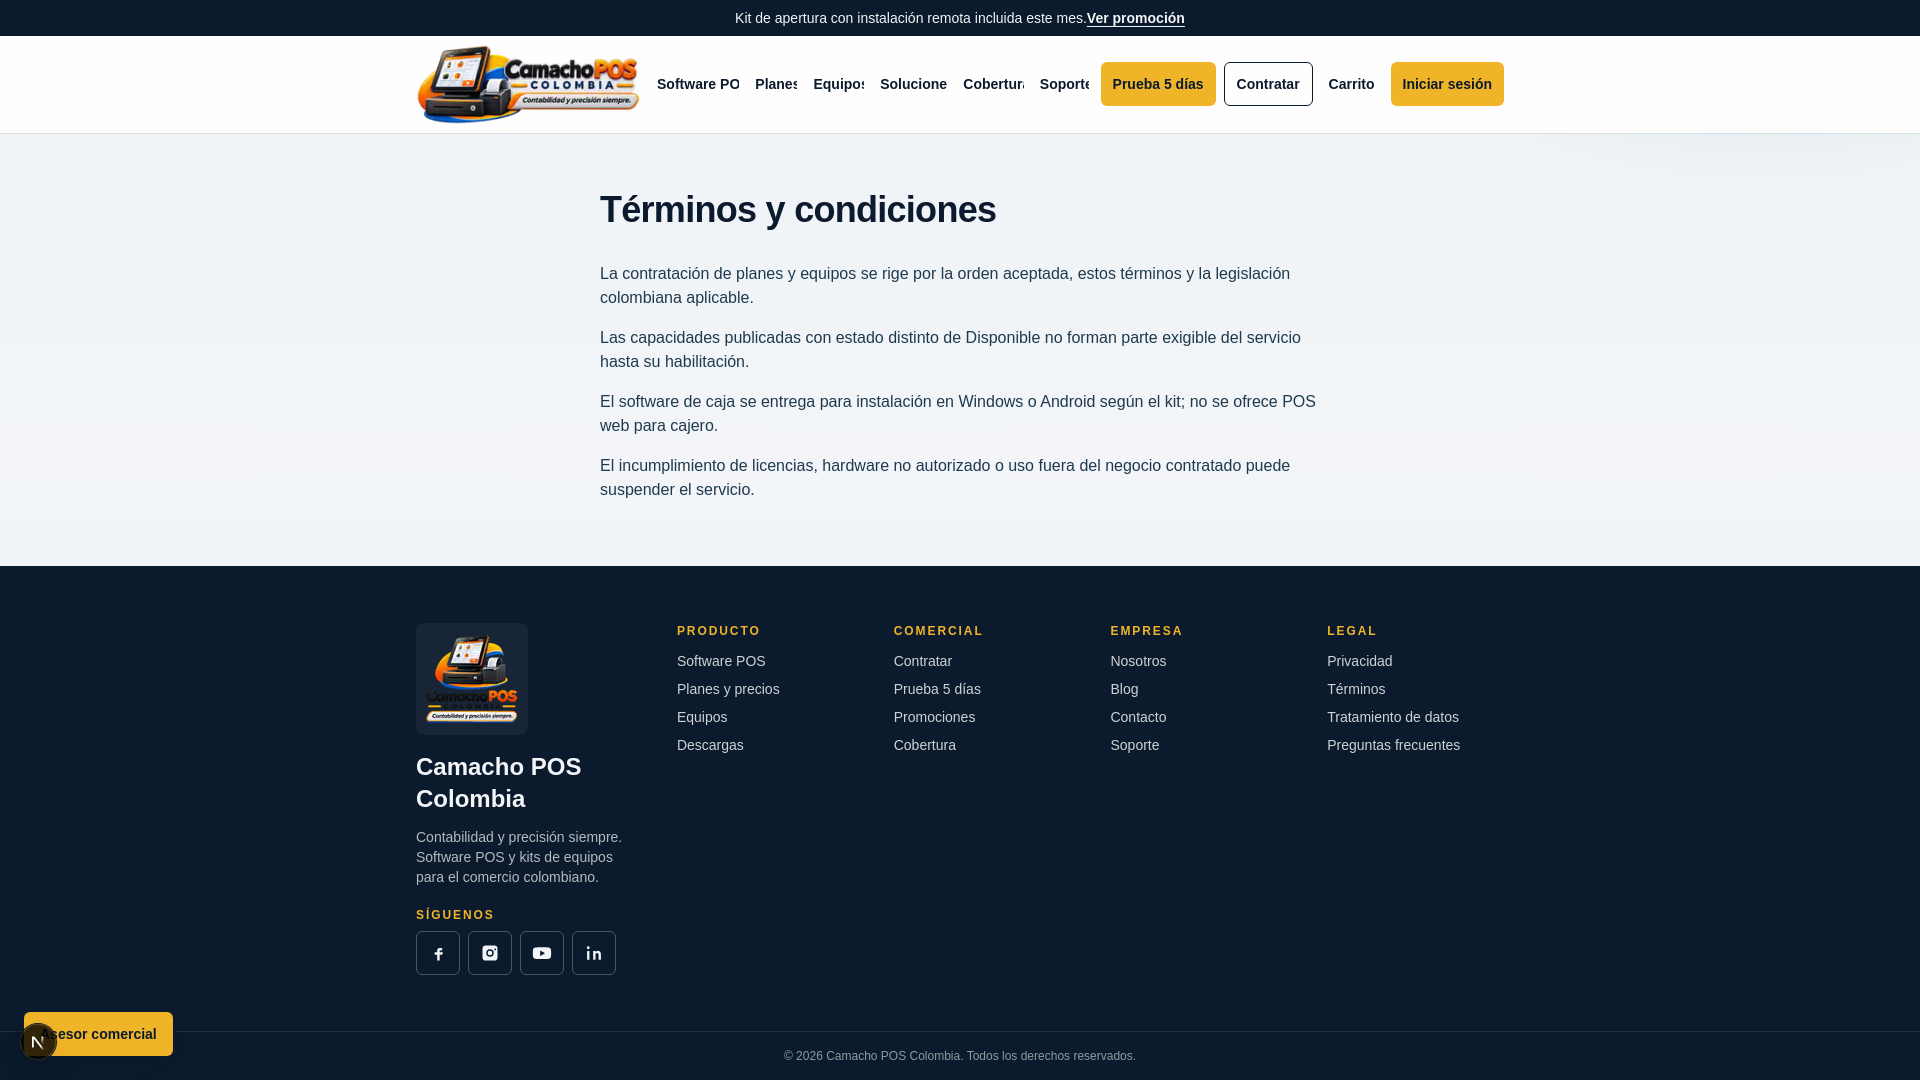 Kit de apertura con instalación remota incluida este mes.Ver promoción
CamachoPOS
COLOMBIA
Contabilidad y precisión siempre.
Software PO
Planes
Equipos
Solucione
Cobertura
Soporte
Prueba 5 días
Contratar
Carrito
Iniciar sesión
Términos y condiciones
La contratación de planes y equipos se rige por la orden aceptada, estos términos y la legislación
colombiana aplicable.
Las capacidades publicadas con estado distinto de Disponible no forman parte exigible del servicio
hasta su habilitación.
El software de caja se entrega para instalación en Windows o Android según el kit; no se ofrece POS
web para cajero.
El incumplimiento de licencias, hardware no autorizado o uso fuera del negocio contratado puede
suspender el servicio.
CamachoPOS
COLOMBIA
Contabilidad y precisión siempre.
Camacho POS
Colombia
Contabilidad y precisión siempre.
Software POS y kits de equipos
para el comercio colombiano.
SÍGUENOS
PRODUCTO
Software POS
Planes y precios
Equipos
Descargas
COMERCIAL
Contratar
Prueba 5 días
Promociones
Cobertura
EMPRESA
Nosotros
Blog
Contacto
Soporte
LEGAL
Privacidad
Términos
Tratamiento de datos
Preguntas frecuentes
Asesor comercial
© 2026 Camacho POS Colombia. Todos los derechos reservados.